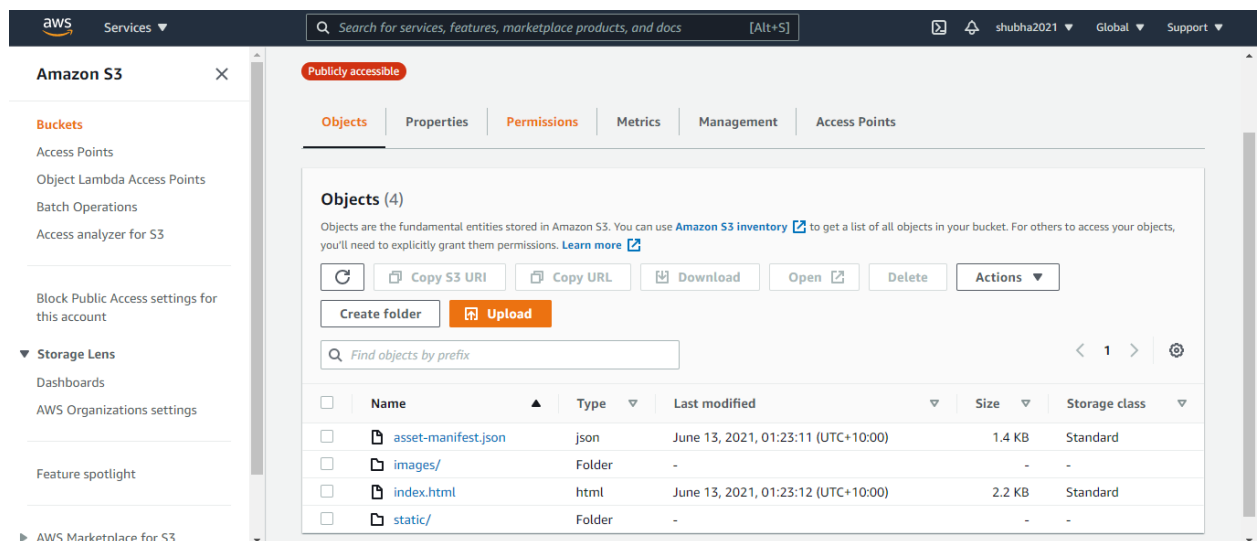 aws Services ▼ Search for services, features, marketplace products, and docs [Alt+S] shubha2021 ▼ Global ▼ Support ▼
Amazon S3
Buckets
Access Points
Object Lambda Access Points
Batch Operations
Access analyzer for S3
Block Public Access settings for
this account
▼ Storage Lens
Dashboards
AWS Organizations settings
Feature spotlight
AWS Marketplace for S3
Publicly accessible
Objects Properties Permissions Metrics Management Access Points
Objects (4)
Objects are the fundamental entities stored in Amazon S3. You can use Amazon S3 inventory to get a list of all objects in your bucket. For others to access your objects,
you'll need to explicitly grant them permissions. Learn more
Copy S3 URI Copy URL Download Open Delete Actions ▼
Create folder Upload
Find objects by prefix < 1 >
Name ▲ Type ▽ Last modified ▽ Size ▽ Storage class ▽
asset-manifest.json json June 13, 2021, 01:23:11 (UTC+10:00) 1.4 KB Standard
images/ Folder - - -
index.html html June 13, 2021, 01:23:12 (UTC+10:00) 2.2 KB Standard
static/ Folder - - -